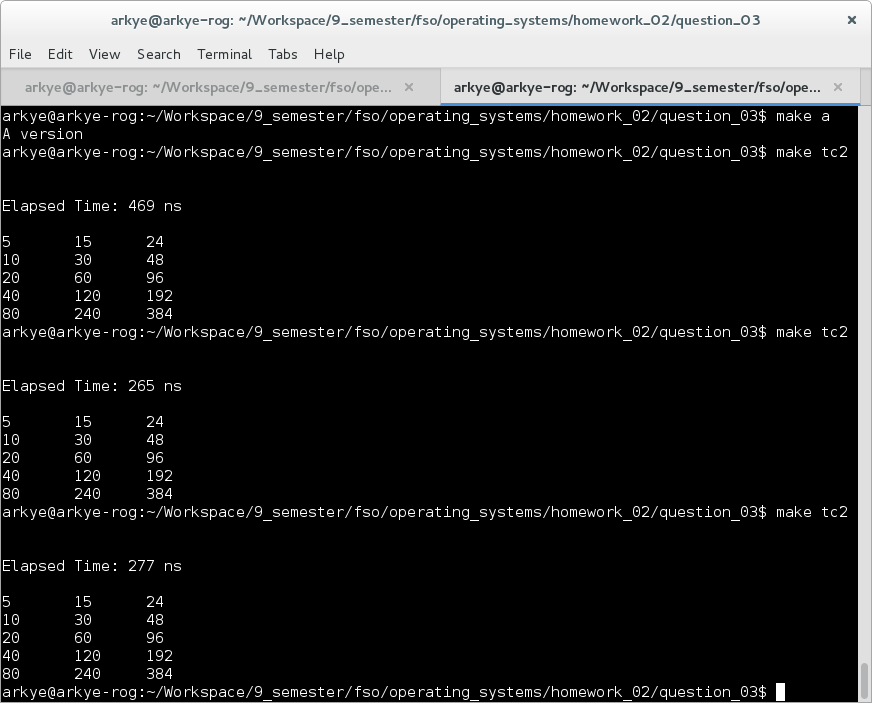 arkye@arkye-rog: ~/Workspace/9_semester/fso/operating_systems/homework_02/question_03
File Edit View Search Terminal Tabs Help
arkye@arkye-rog: ~/Workspace/9_semester/fso/ope...
arkye@arkye-rog: ~/Workspace/9_semester/fso/ope...
arkye@arkye-rog:~/Workspace/9_semester/fso/operating_systems/homework_02/question_03$ make a
A version
arkye@arkye-rog:~/Workspace/9_semester/fso/operating_systems/homework_02/question_03$ make tc2
Elapsed Time: 469 ns
5 15 24
10 30 48
20 60 96
40 120 192
80 240 384
arkye@arkye-rog:~/Workspace/9_semester/fso/operating_systems/homework_02/question_03$ make tc2
Elapsed Time: 265 ns
5 15 24
10 30 48
20 60 96
40 120 192
80 240 384
arkye@arkye-rog:~/Workspace/9_semester/fso/operating_systems/homework_02/question_03$ make tc2
Elapsed Time: 277 ns
5 15 24
10 30 48
20 60 96
40 120 192
80 240 384
arkye@arkye-rog:~/Workspace/9_semester/fso/operating_systems/homework_02/question_03$